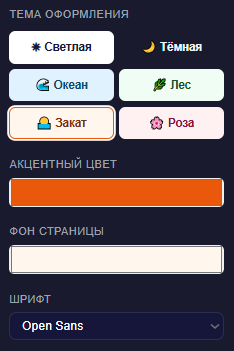 ТЕМА ОФОРМЛЕНИЯ
Светлая
Тёмная
Океан
Лес
Закат
Роза
АКЦЕНТНЫЙ ЦВЕТ
ФОН СТРАНИЦЫ
ШРИФТ
Open Sans